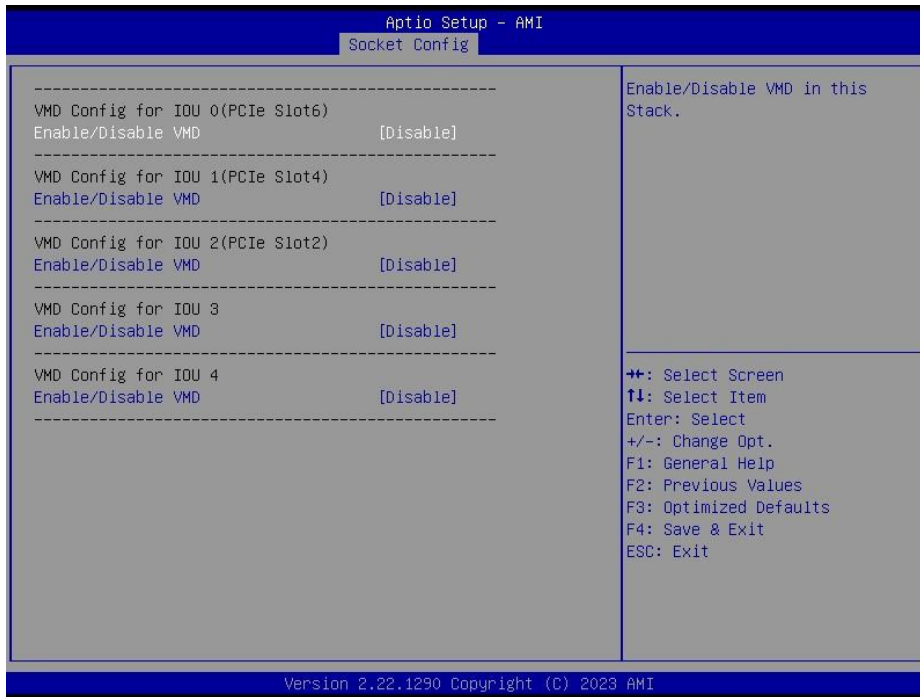 Aptio Setup - AMI
Socket Config
------------------------------------------------------
VMD Config for IOU 0(PCIe Slot6)
Enable/Disable VMD [Disable]
------------------------------------------------------
VMD Config for IOU 1(PCIe Slot4)
Enable/Disable VMD [Disable]
------------------------------------------------------
VMD Config for IOU 2(PCIe Slot2)
Enable/Disable VMD [Disable]
------------------------------------------------------
VMD Config for IOU 3
Enable/Disable VMD [Disable]
------------------------------------------------------
VMD Config for IOU 4
Enable/Disable VMD [Disable]
------------------------------------------------------
Enable/Disable VMD in this
Stack.
→←: Select Screen
↑↓: Select Item
Enter: Select
+/-: Change Opt.
F1: General Help
F2: Previous Values
F3: Optimized Defaults
F4: Save & Exit
ESC: Exit
Version 2.22.1290 Copyright (C) 2023 AMI